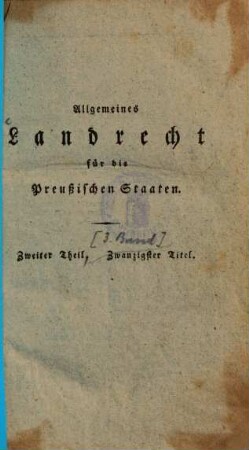 Allgemeines
Landrecht
für die
Preußischen Staaten.
[3. Band]
Zweiter Theil, Zwanzigster Titel.